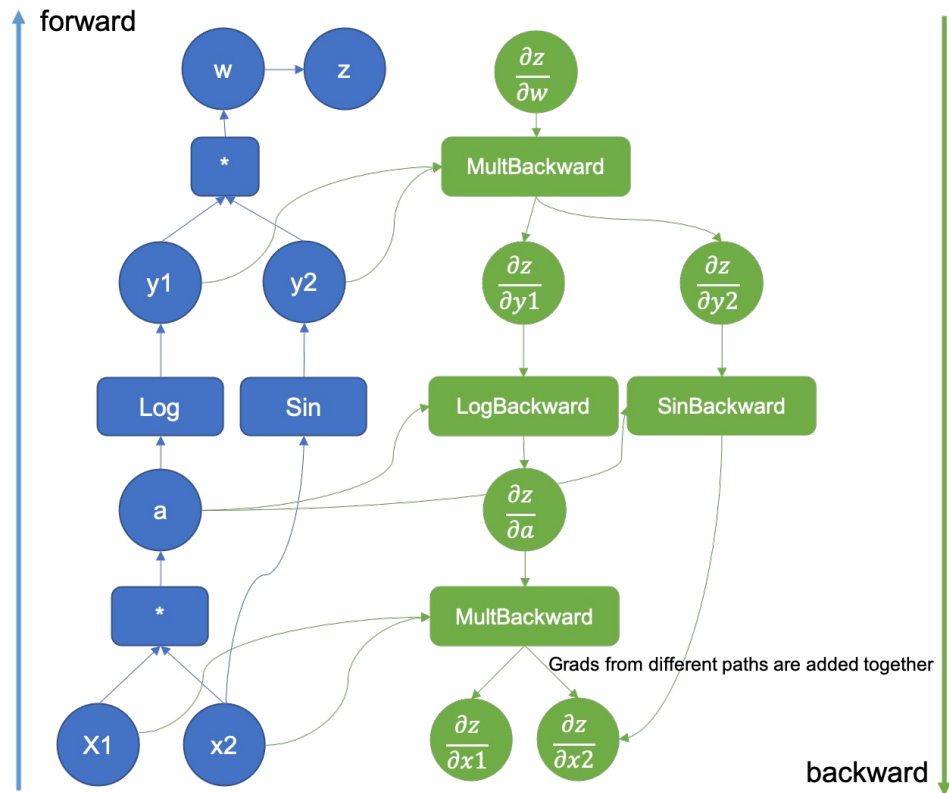 forward
w
z
∂z
∂w
*
MultBackward
y1
y2
∂z
∂y1
∂z
∂y2
Log
Sin
LogBackward
SinBackward
a
∂z
∂a
*
MultBackward
Grads from different paths are added together
X1
x2
∂z
∂x1
∂z
∂x2
backward